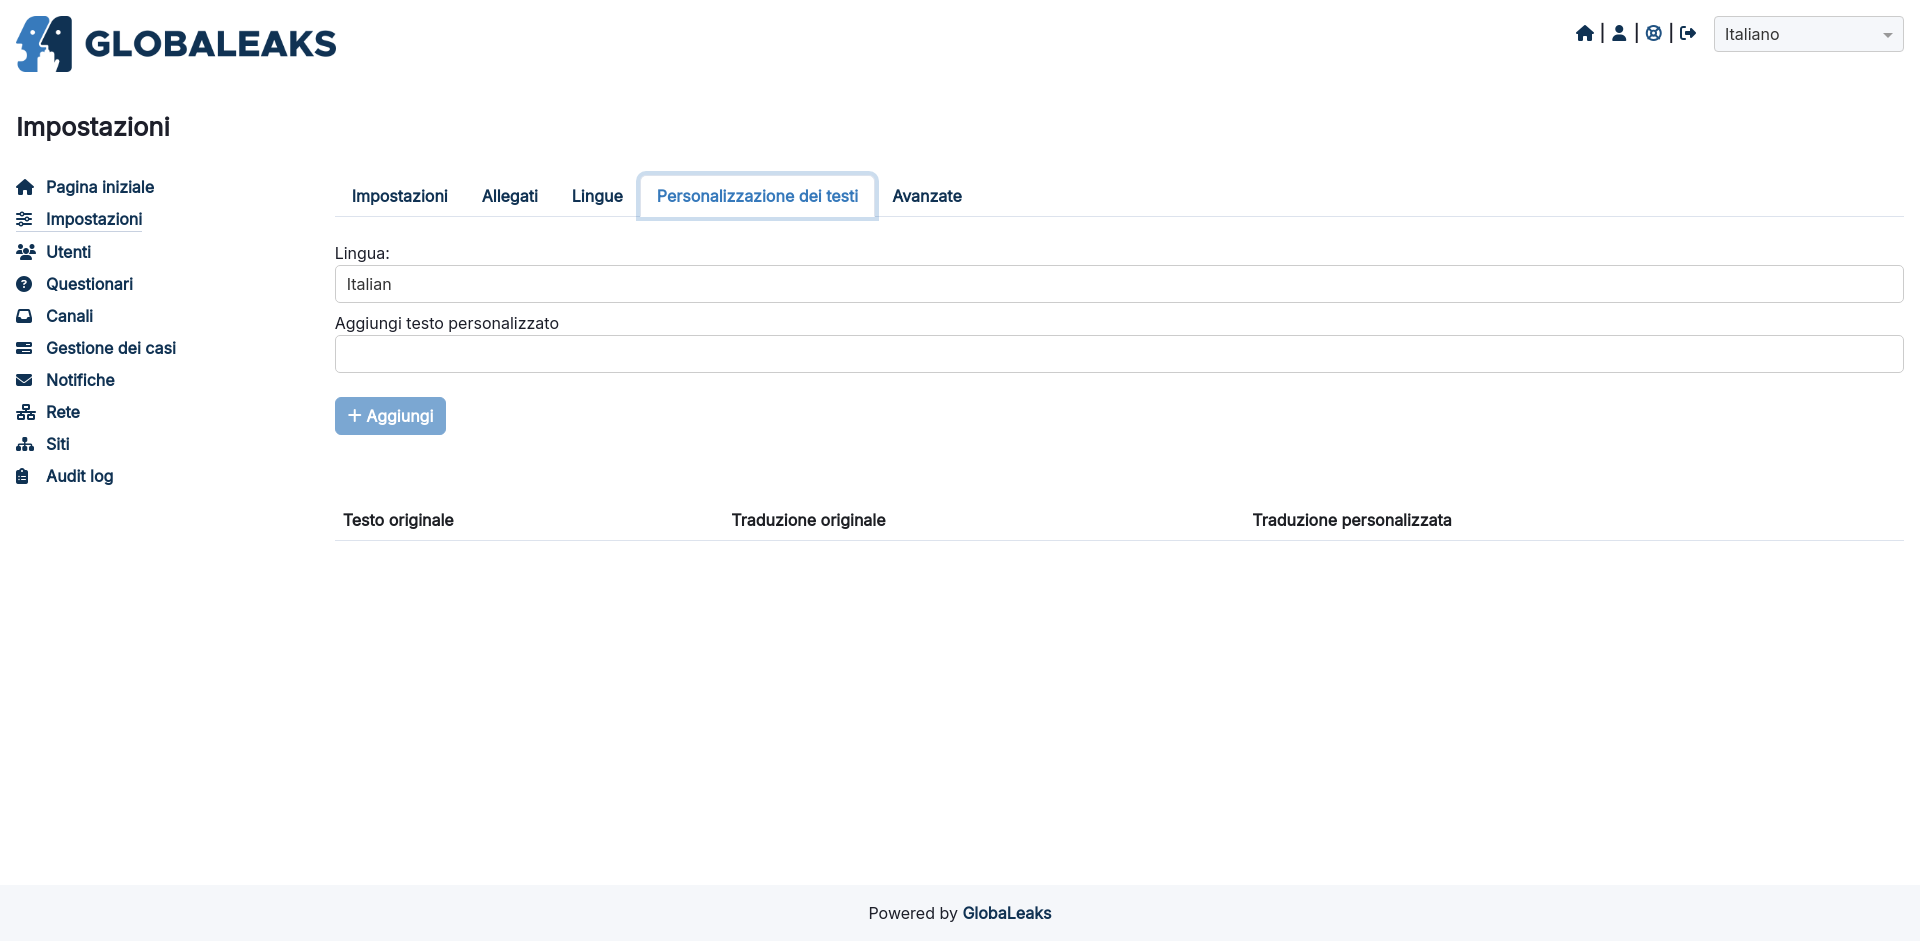 GLOBALEAKS
Italiano
Impostazioni
Pagina iniziale
Impostazioni
Utenti
Questionari
Canali
Gestione dei casi
Notifiche
Rete
Siti
Audit log
Impostazioni Allegati Lingue Personalizzazione dei testi Avanzate
Lingua:
Italian
Aggiungi testo personalizzato
Aggiungi
Testo originale Traduzione originale Traduzione personalizzata
Powered by GlobaLeaks